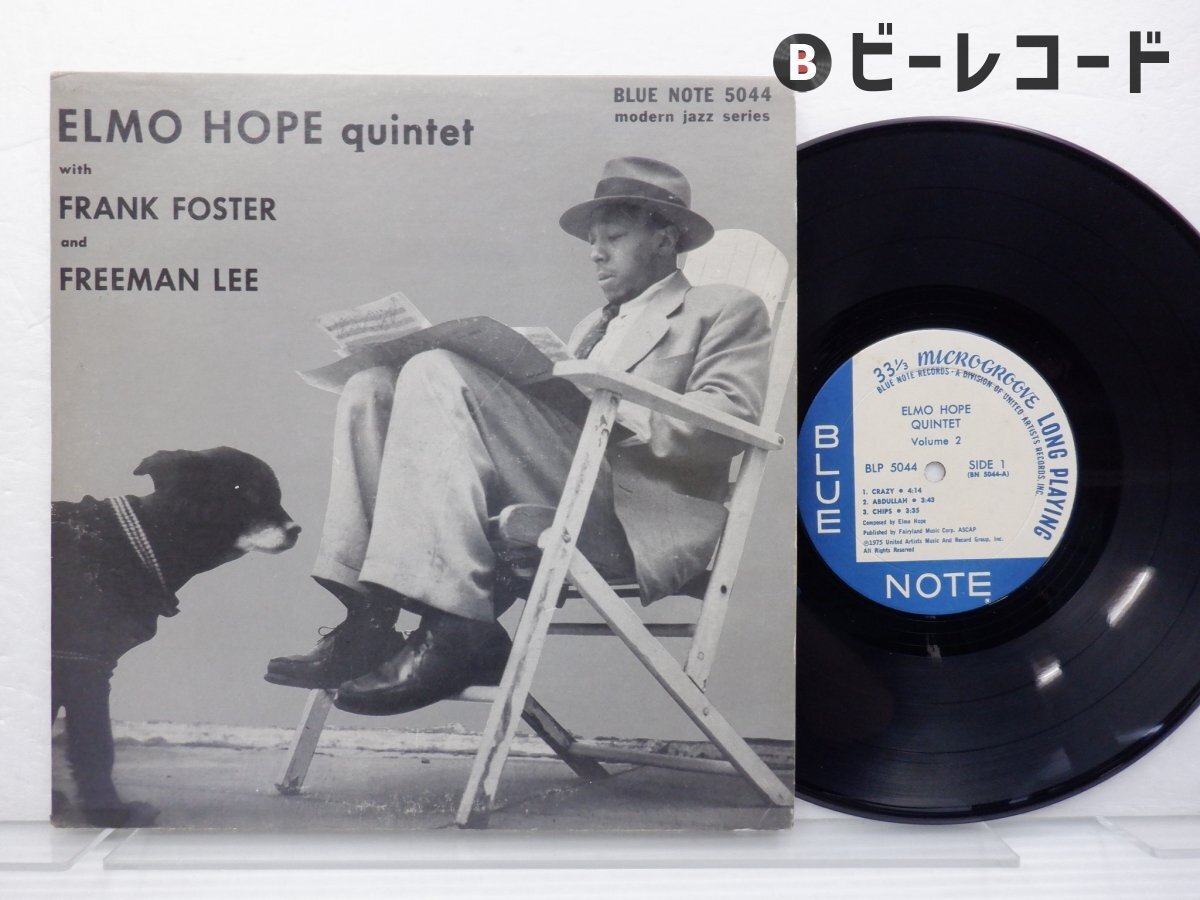 B ビーレコード
BLUE NOTE 5044
modern jazz series
ELMO HOPE quintet
with
FRANK FOSTER
and
FREEMAN LEE
33 1/3 MICROGROOVE LONG PLAYING
BLUE NOTE RECORDS · A DIVISION OF UNITED ARTISTS RECORDS, INC.
ELMO HOPE
QUINTET
Volume 2
BLP 5044 SIDE 1
(BN 5044-A)
1. CRAZY • 4:14
2. ABDULLAH • 3:43
3. CHIPS • 3:35
Composed by Elmo Hope
Published by Fairyland Music Corp. ASCAP
℗1975 United Artists Music And Record Group, Inc.
All Rights Reserved
BLUE
NOTE